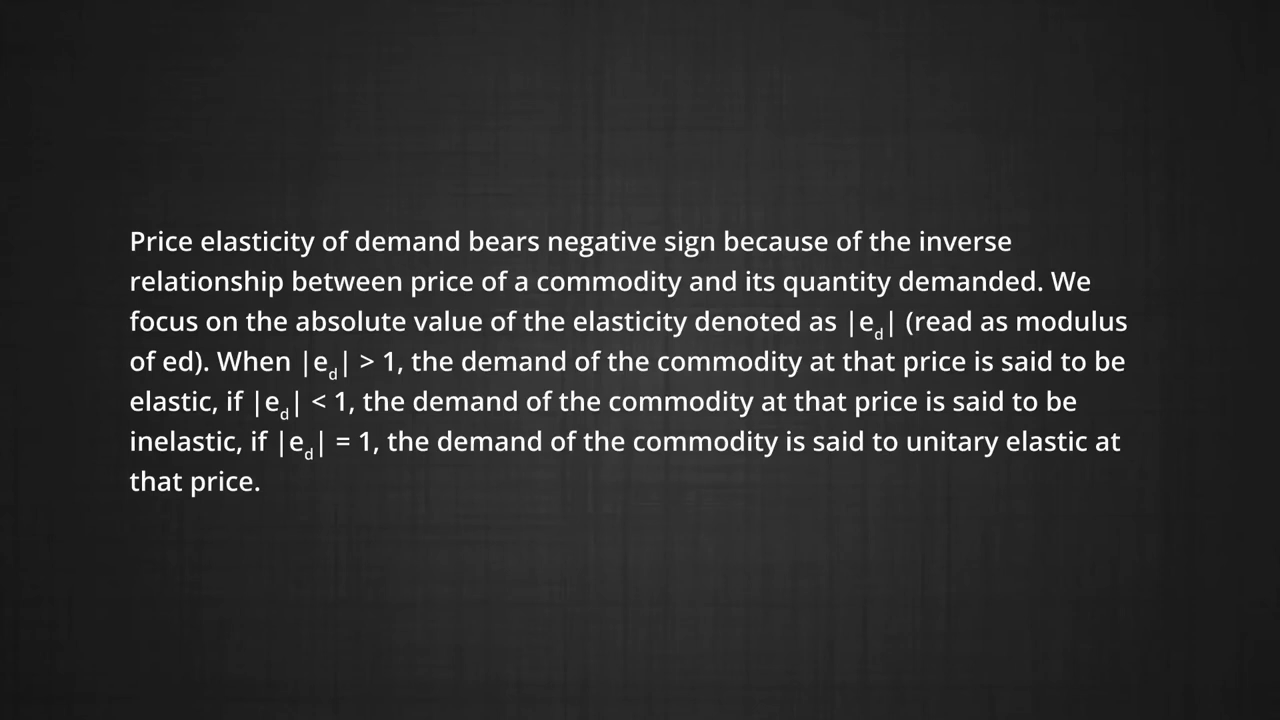 Price elasticity of demand bears negative sign because of the inverse
relationship between price of a commodity and its quantity demanded. We
focus on the absolute value of the elasticity denoted as |e_d| (read as modulus
of ed). When |e_d| > 1, the demand of the commodity at that price is said to be
elastic, if |e_d| < 1, the demand of the commodity at that price is said to be
inelastic, if |e_d| = 1, the demand of the commodity is said to unitary elastic at
that price.